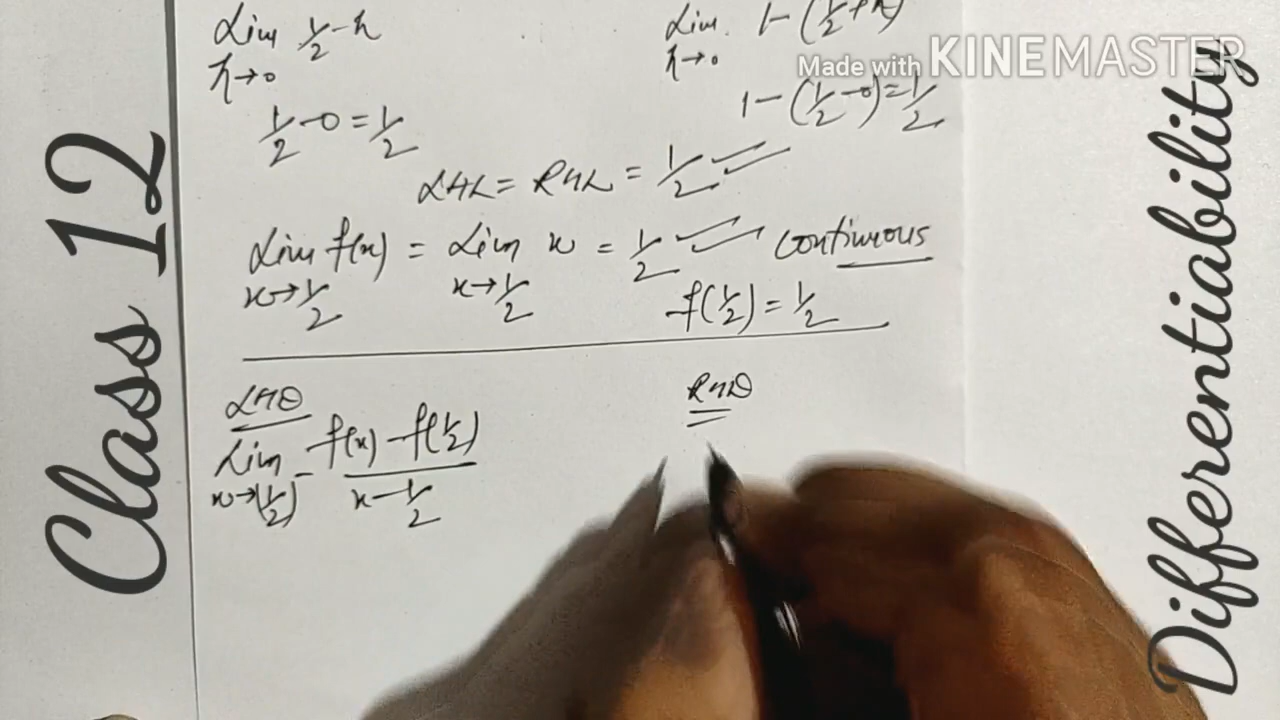 Class 12
Lim 1/2-h
h→0
1/2-0=1/2
Lim 1-(1/2+h)
h→0
Made with KINEMASTER
1-(1/2-0)=1/2
LHL = RHL = 1/2
Lim f(x) = Lim x = 1/2 continuous
x→1/2 x→1/2 f(1/2)=1/2
LHD
Lim f(x)-f(1/2)
x→(1/2)- x-1/2
RHD
Differentiability